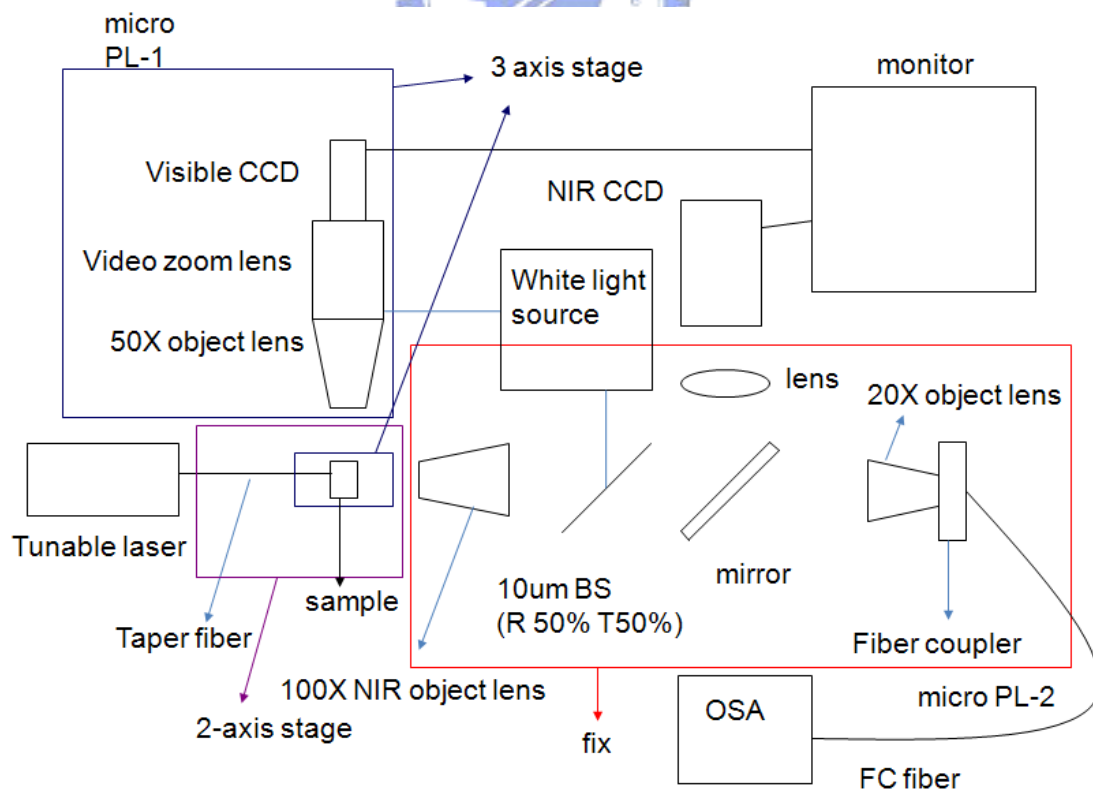 micro
PL-1
3 axis stage
monitor
Visible CCD
NIR CCD
Video zoom lens
White light
source
50X object lens
lens
20X object lens
Tunable laser
sample
mirror
10um BS
(R 50% T50%)
Taper fiber
Fiber coupler
100X NIR object lens
micro PL-2
2-axis stage
OSA
fix
FC fiber